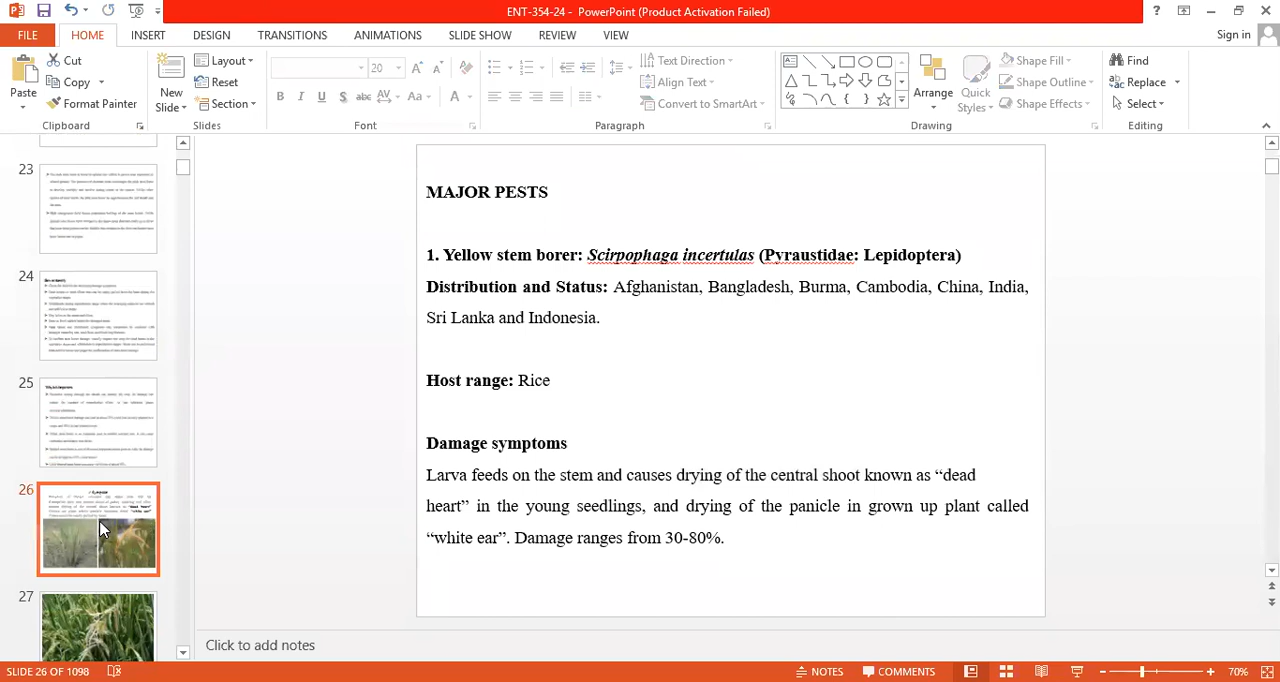 ENT-354-24 - PowerPoint (Product Activation Failed)
FILE HOME INSERT DESIGN TRANSITIONS ANIMATIONS SLIDE SHOW REVIEW VIEW Sign in
Paste
Cut
Copy
Format Painter
Clipboard
New Slide
Layout
Reset
Section
Slides
20
Font
Text Direction
Align Text
Convert to SmartArt
Paragraph
Arrange
Quick Styles
Shape Fill
Shape Outline
Shape Effects
Drawing
Find
Replace
Select
Editing
23
24
25
26
27
MAJOR PESTS
1. Yellow stem borer: Scirpophaga incertulas (Pyraustidae: Lepidoptera)
Distribution and Status: Afghanistan, Bangladesh, Burma, Cambodia, China, India,
Sri Lanka and Indonesia.
Host range: Rice
Damage symptoms
Larva feeds on the stem and causes drying of the central shoot known as “dead
heart” in the young seedlings, and drying of the panicle in grown up plant called
“white ear”. Damage ranges from 30-80%.
Click to add notes
SLIDE 26 OF 1098 NOTES COMMENTS 70%